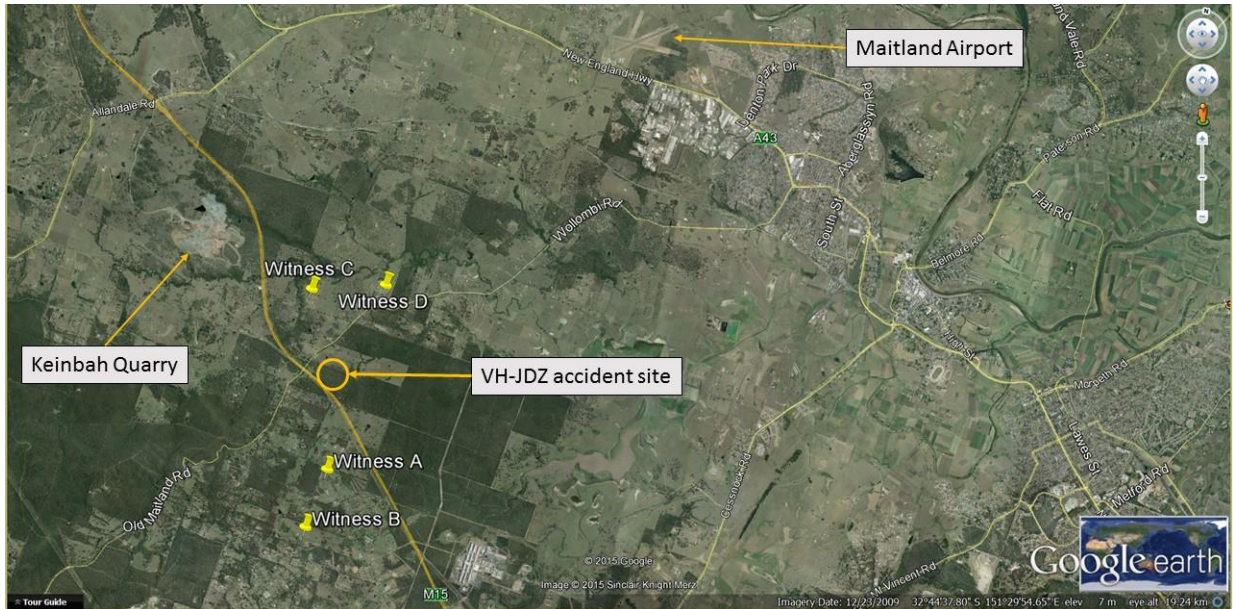 N
Maitland Airport
New England Hwy
Denton Park Dr
Aberglasslyn Rd
Allandale Rd
A43
Paterson Rd
Flat Rd
Wollombi Rd
South St
Belmore Rd
Witness C
Witness D
Keinbah Quarry
VH-JDZ accident site
Morpeth Rd
Lawes St
Witness A
Metford Rd
Cessnock Rd
Old Maitland Rd
Witness B
© 2015 Google
Image © 2015 Sinclair Knight Merz
Google earth
M15
Tour Guide
Imagery Date: 12/23/2009 32°44'37.80" S 151°29'54.65" E elev 7 m eye alt 19.24 km